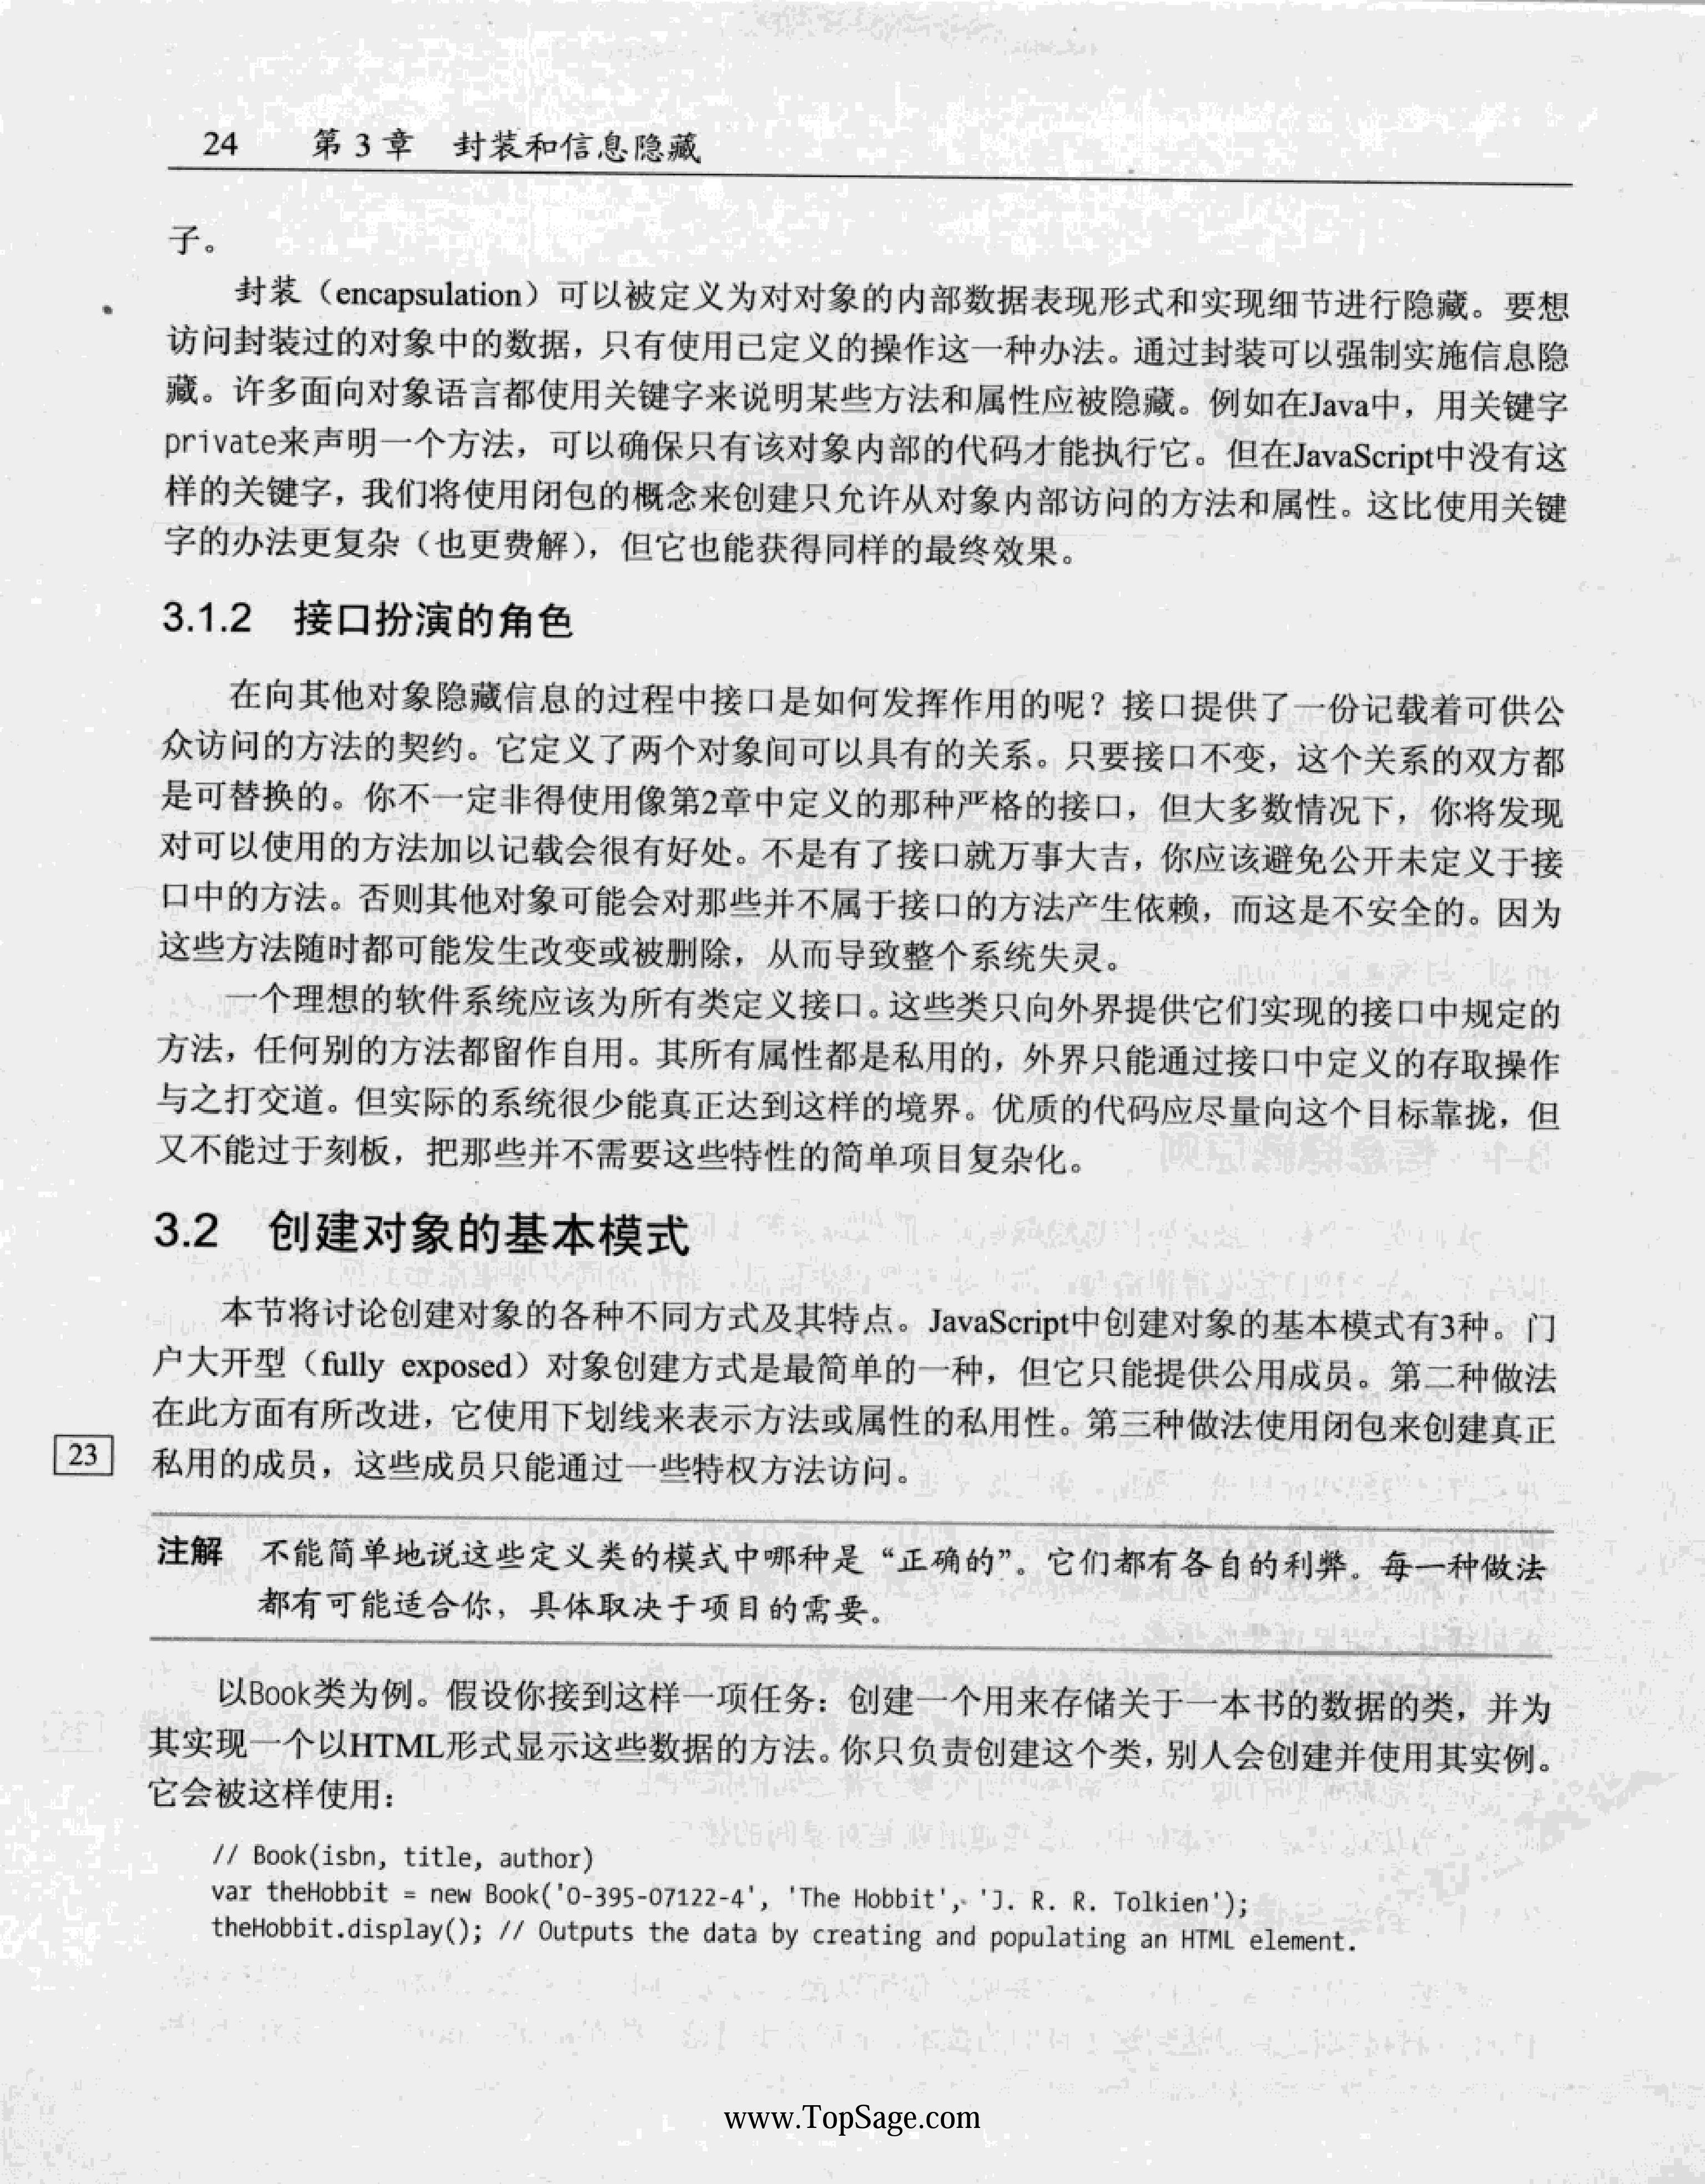 24 第 3 章 封装和信息隐藏
子。
封装（encapsulation）可以被定义为对对象的内部数据表现形式和实现细节进行隐藏。要想
访问封装过的对象中的数据，只有使用已定义的操作这一种办法。通过封装可以强制实施信息隐
藏。许多面向对象语言都使用关键字来说明某些方法和属性应被隐藏。例如在Java中，用关键字
private来声明一个方法，可以确保只有该对象内部的代码才能执行它。但在JavaScript中没有这
样的关键字，我们将使用闭包的概念来创建只允许从对象内部访问的方法和属性。这比使用关键
字的办法更复杂（也更费解），但它也能获得同样的最终效果。
3.1.2 接口扮演的角色
在向其他对象隐藏信息的过程中接口是如何发挥作用的呢？接口提供了一份记载着可供公
众访问的方法的契约。它定义了两个对象间可以具有的关系。只要接口不变，这个关系的双方都
是可替换的。你不一定非得使用像第2章中定义的那种严格的接口，但大多数情况下，你将发现
对可以使用的方法加以记载会很有好处。不是有了接口就万事大吉，你应该避免公开未定义于接
口中的方法。否则其他对象可能会对那些并不属于接口的方法产生依赖，而这是不安全的。因为
这些方法随时都可能发生改变或被删除，从而导致整个系统失灵。
一个理想的软件系统应该为所有类定义接口。这些类只向外界提供它们实现的接口中规定的
方法，任何别的方法都留作自用。其所有属性都是私用的，外界只能通过接口中定义的存取操作
与之打交道。但实际的系统很少能真正达到这样的境界。优质的代码应尽量向这个目标靠拢，但
又不能过于刻板，把那些并不需要这些特性的简单项目复杂化。
3.2 创建对象的基本模式
本节将讨论创建对象的各种不同方式及其特点。JavaScript中创建对象的基本模式有3种。门
户大开型（fully exposed）对象创建方式是最简单的一种，但它只能提供公用成员。第二种做法
在此方面有所改进，它使用下划线来表示方法或属性的私用性。第三种做法使用闭包来创建真正
23 私用的成员，这些成员只能通过一些特权方法访问。
注解 不能简单地说这些定义类的模式中哪种是“正确的”。它们都有各自的利弊。每一种做法
都有可能适合你，具体取决于项目的需要。
以Book类为例。假设你接到这样一项任务：创建一个用来存储关于一本书的数据的类，并为
其实现一个以HTML形式显示这些数据的方法。你只负责创建这个类，别人会创建并使用其实例。
它会被这样使用：
// Book(isbn, title, author)
var theHobbit = new Book('0-395-07122-4', 'The Hobbit', 'J. R. R. Tolkien');
theHobbit.display(); // Outputs the data by creating and populating an HTML element.
www.TopSage.com